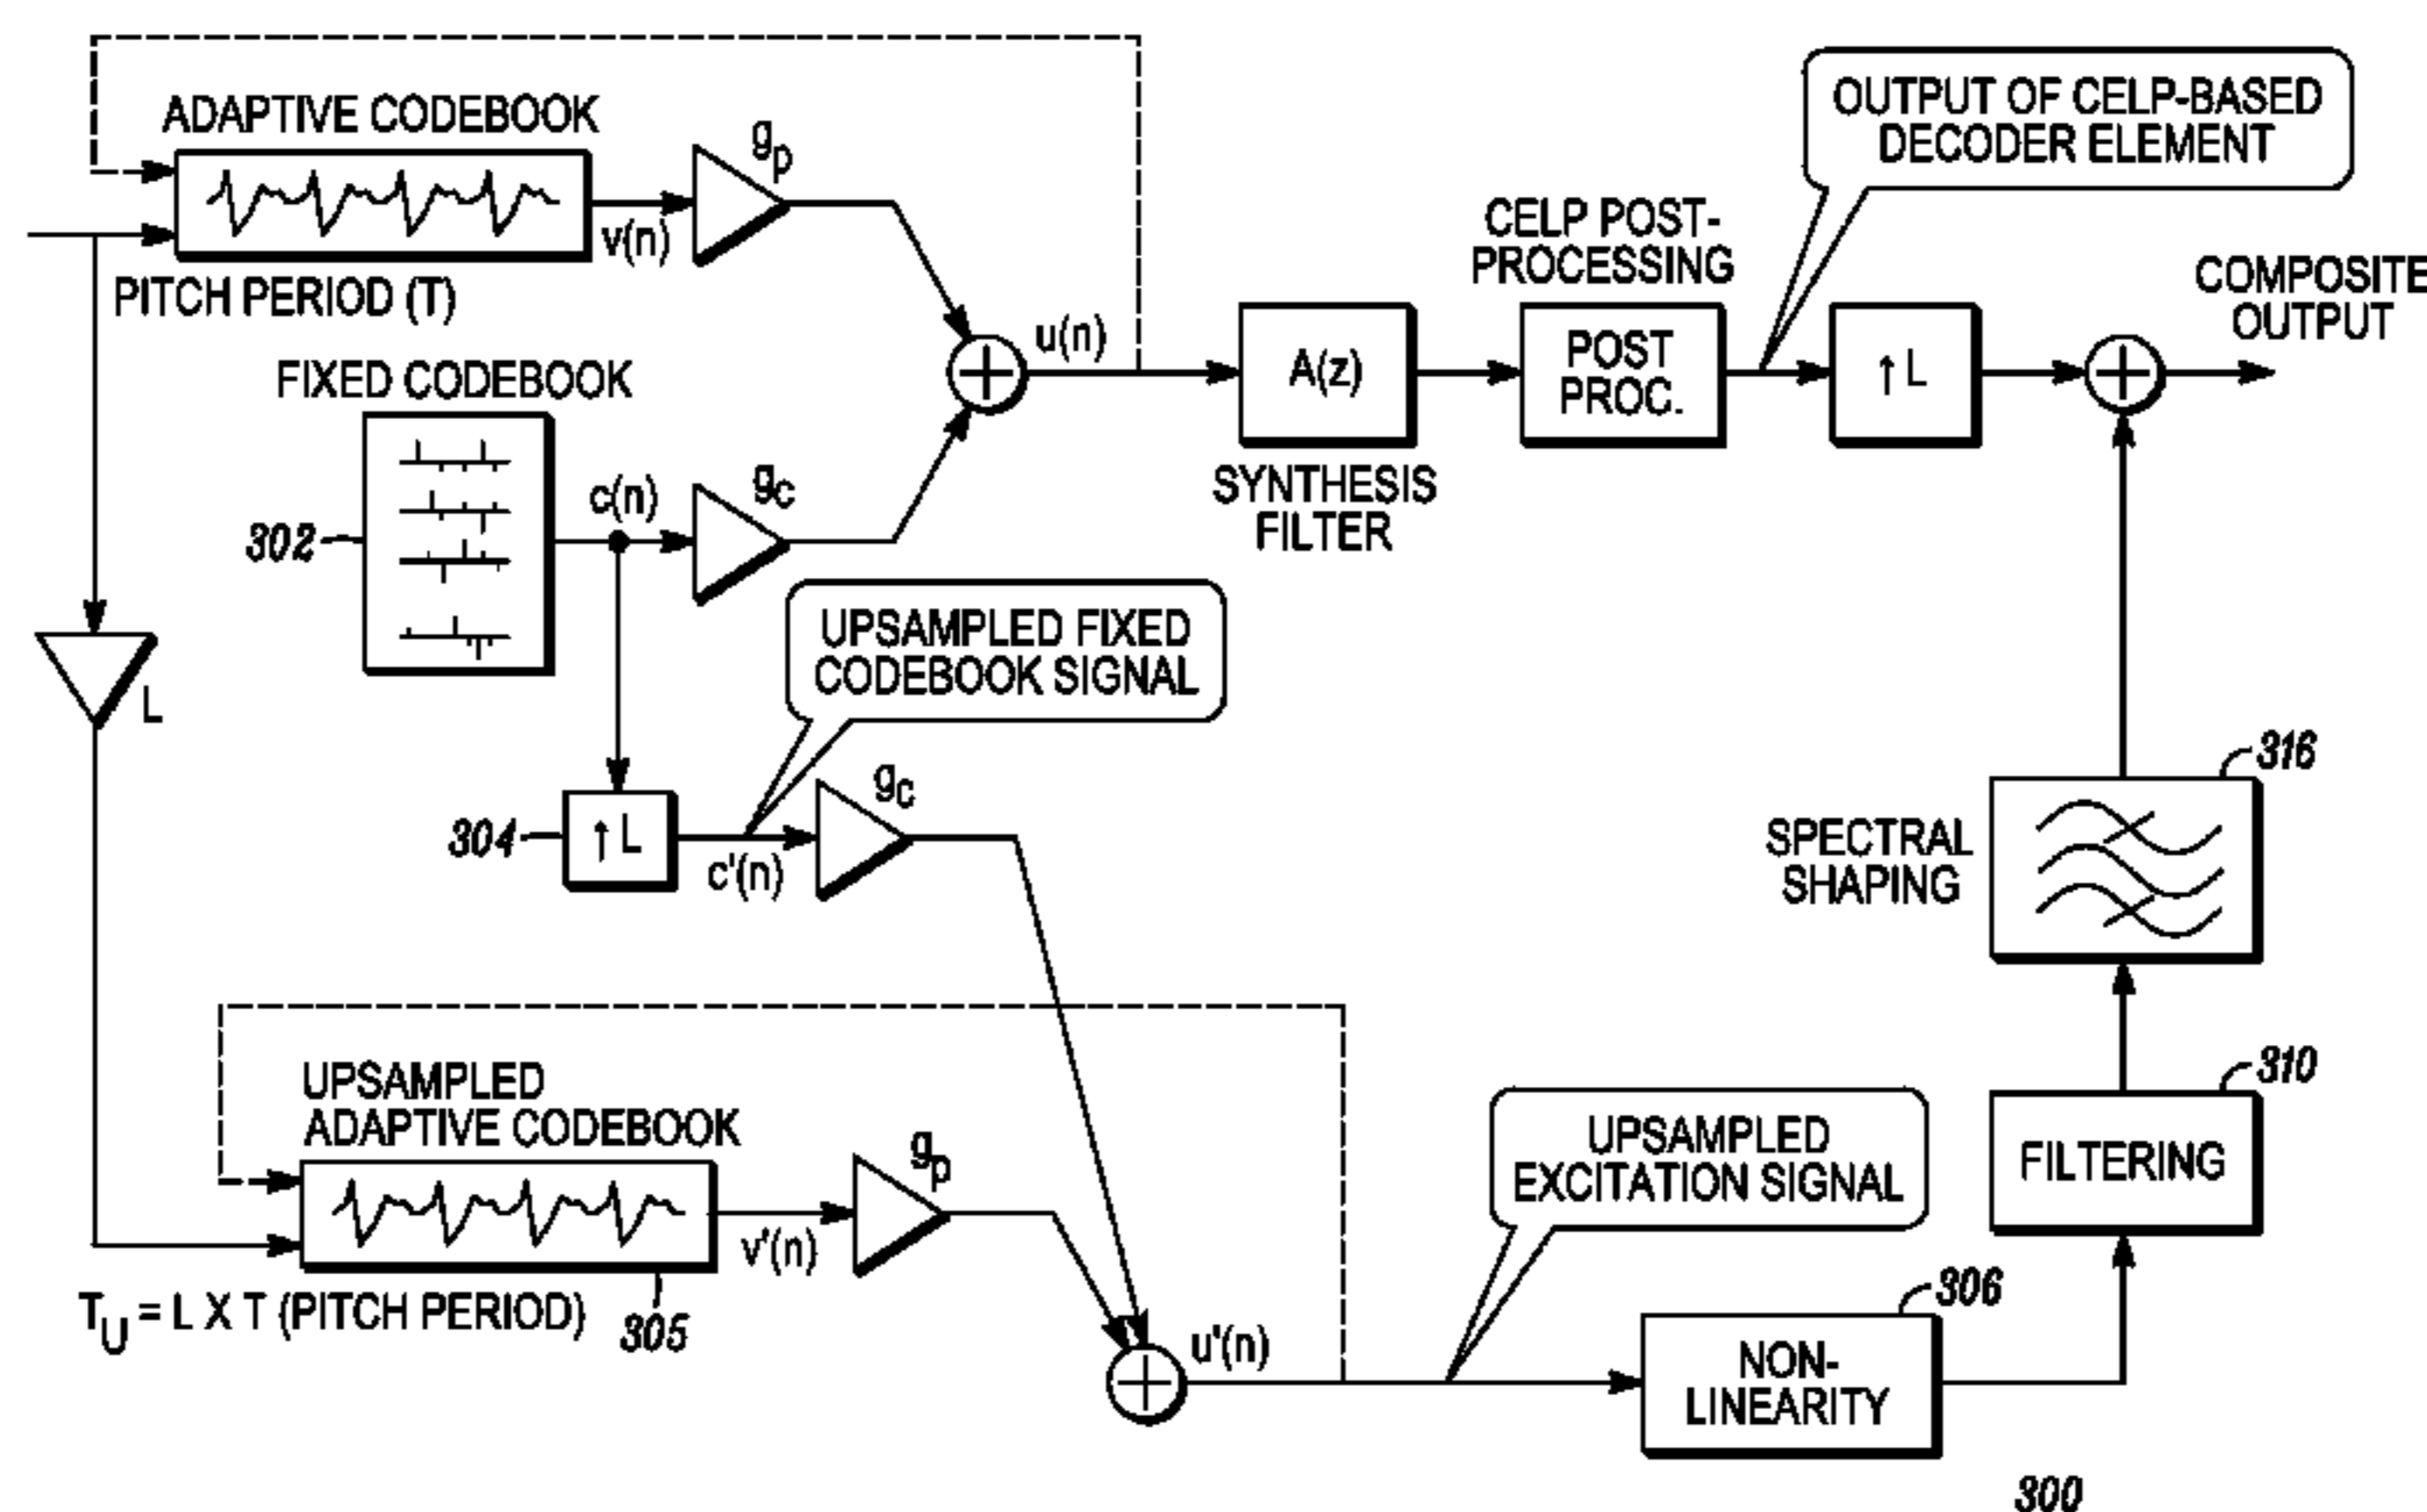 ADAPTIVE CODEBOOK
g_p
v(n)
PITCH PERIOD (T)
OUTPUT OF CELP-BASED
DECODER ELEMENT
CELP POST-
PROCESSING
COMPOSITE
OUTPUT
u(n)
A(z)
POST
PROC.
↑ L
SYNTHESIS
FILTER
FIXED CODEBOOK
302
c(n)
g_c
L
UPSAMPLED FIXED
CODEBOOK SIGNAL
304
↑ L
c'(n)
g_c
316
SPECTRAL
SHAPING
310
FILTERING
UPSAMPLED
ADAPTIVE CODEBOOK
g_p
v'(n)
T_U = L X T (PITCH PERIOD)
305
u'(n)
UPSAMPLED
EXCITATION SIGNAL
306
NON-
LINEARITY
300